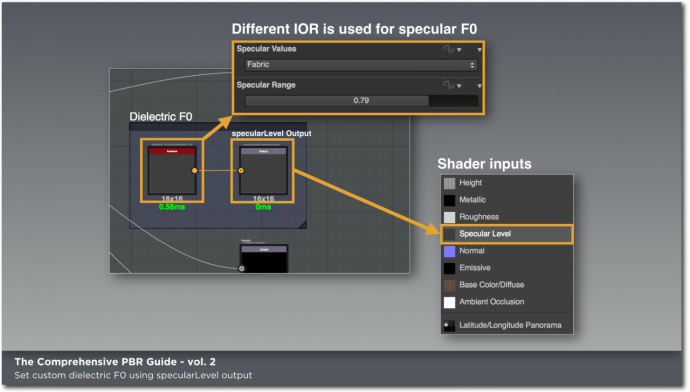 Different IOR is used for specular F0
Specular Values
Fabric
Specular Range
0.79
Dielectric F0
specularLevel Output
Output
16x16
16x16
0.58ms
0ms
Output
Shader inputs
Height
Metallic
Roughness
Specular Level
Normal
Emissive
Base Color/Diffuse
Ambient Occlusion
Latitude/Longitude Panorama
The Comprehensive PBR Guide - vol. 2
Set custom dielectric F0 using specularLevel output